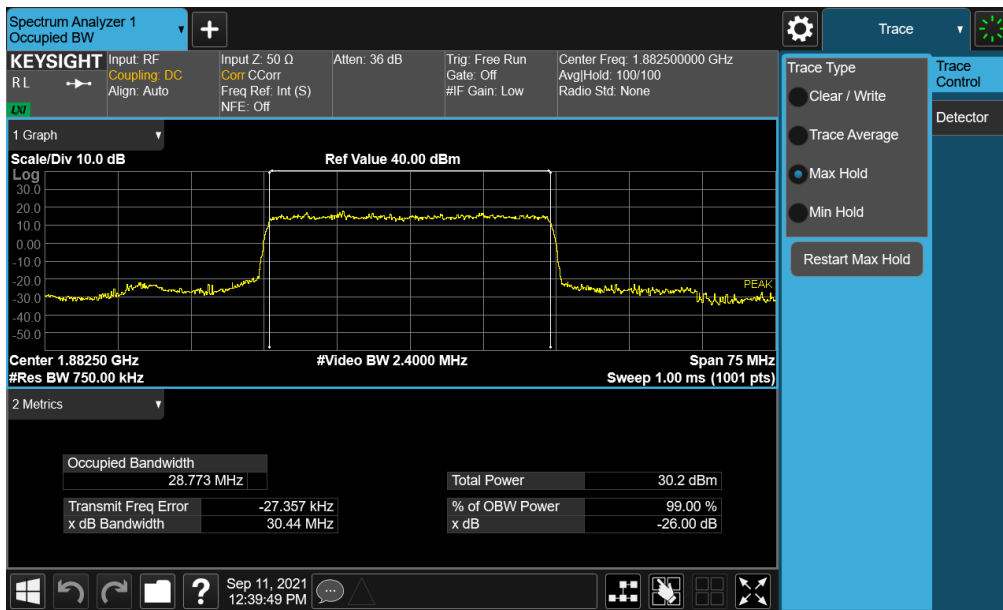 Spectrum Analyzer 1
Occupied BW
Trace
KEYSIGHT
R L
LXI
Input: RF
Coupling: DC
Align: Auto
Input Z: 50 Ω
Corr CCorr
Freq Ref: Int (S)
NFE: Off
Atten: 36 dB
Trig: Free Run
Gate: Off
#IF Gain: Low
Center Freq: 1.882500000 GHz
Avg|Hold: 100/100
Radio Std: None
1 Graph
Scale/Div 10.0 dB
Ref Value 40.00 dBm
Log
30.0
20.0
10.0
0.00
-10.0
-20.0
-30.0
-40.0
-50.0
PEAK
Center 1.88250 GHz
#Video BW 2.4000 MHz
Span 75 MHz
#Res BW 750.00 kHz
Sweep 1.00 ms (1001 pts)
2 Metrics
Occupied Bandwidth
28.773 MHz
Total Power 30.2 dBm
Transmit Freq Error -27.357 kHz
% of OBW Power 99.00 %
x dB Bandwidth 30.44 MHz
x dB -26.00 dB
Trace Type
Clear / Write
Trace Average
Max Hold
Min Hold
Restart Max Hold
Trace
Control
Detector
?
Sep 11, 2021
12:39:49 PM